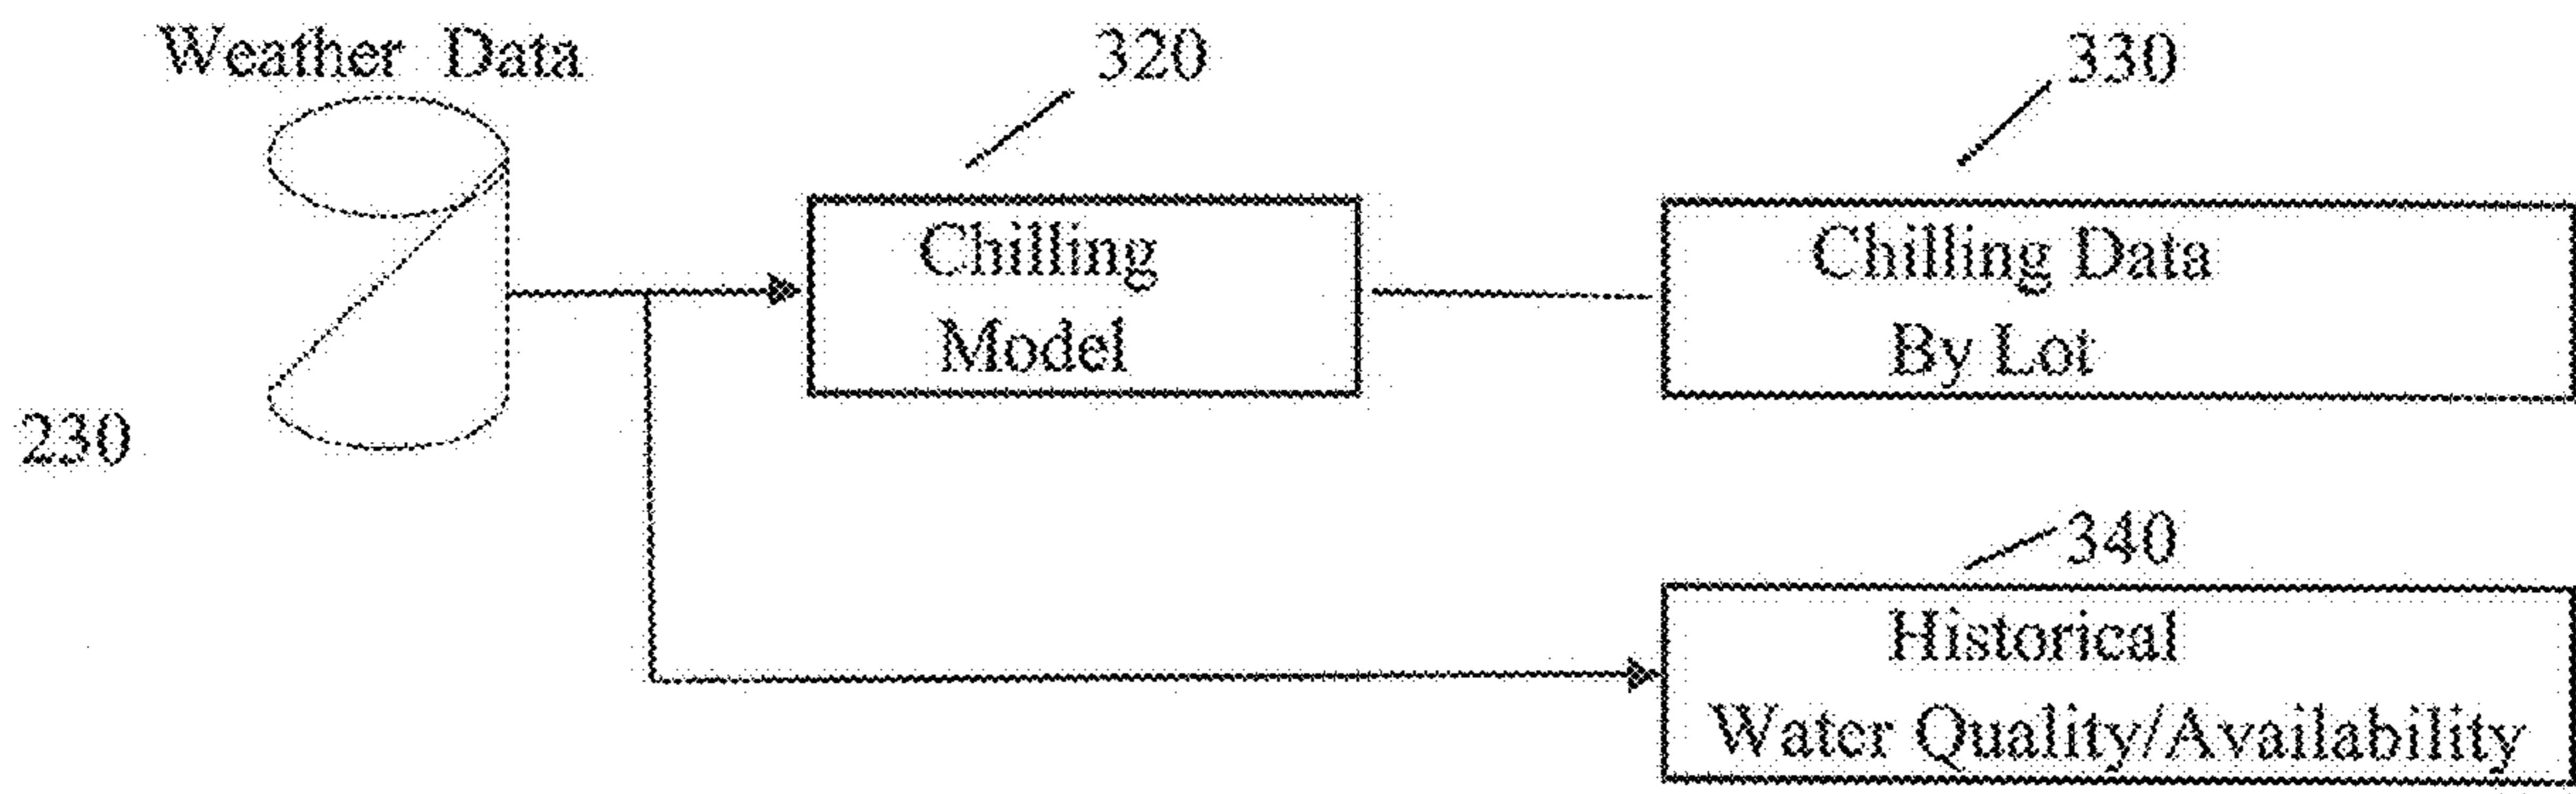 Weather Data
320
330
Chilling
Model
Chilling Data
By Lot
230
340
Historical
Water Quality/Availability